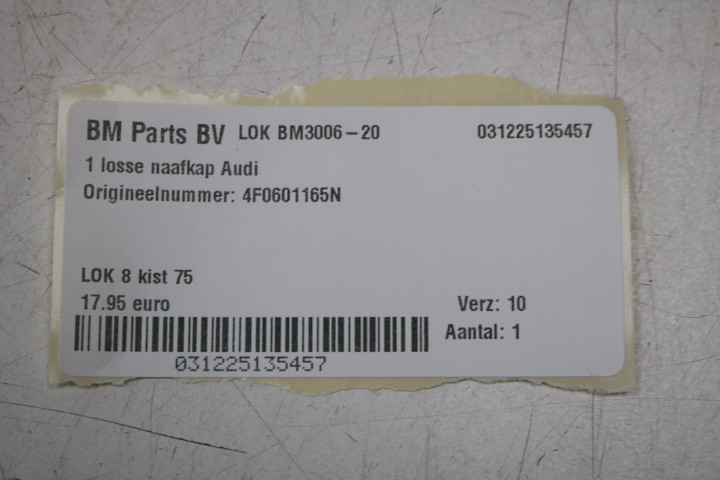 BM Parts BV LOK BM3006-20 031225135457
1 losse naafkap Audi
Origineelnummer: 4F0601165N
LOK 8 kist 75
17.95 euro Verz: 10
Aantal: 1
031225135457